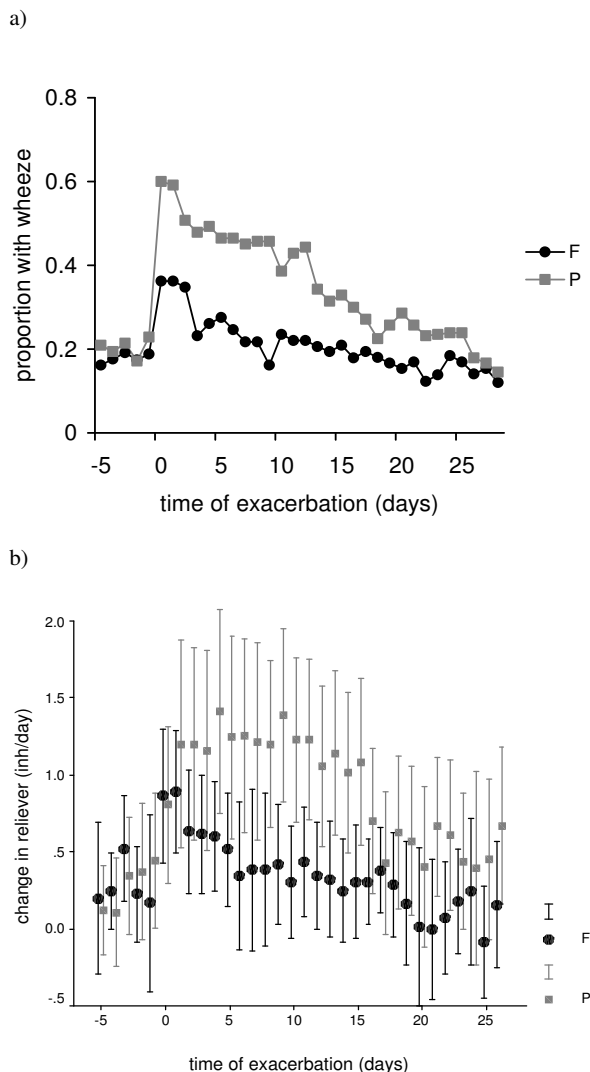 a)
0.8
0.6
0.4
0.2
0
proportion with wheeze
-5 0 5 10 15 20 25
time of exacerbation (days)
F
P
b)
2.0
1.5
1.0
.5
0.0
-.5
change in reliever (inh/day)
-5 0 5 10 15 20 25
time of exacerbation (days)
F
P